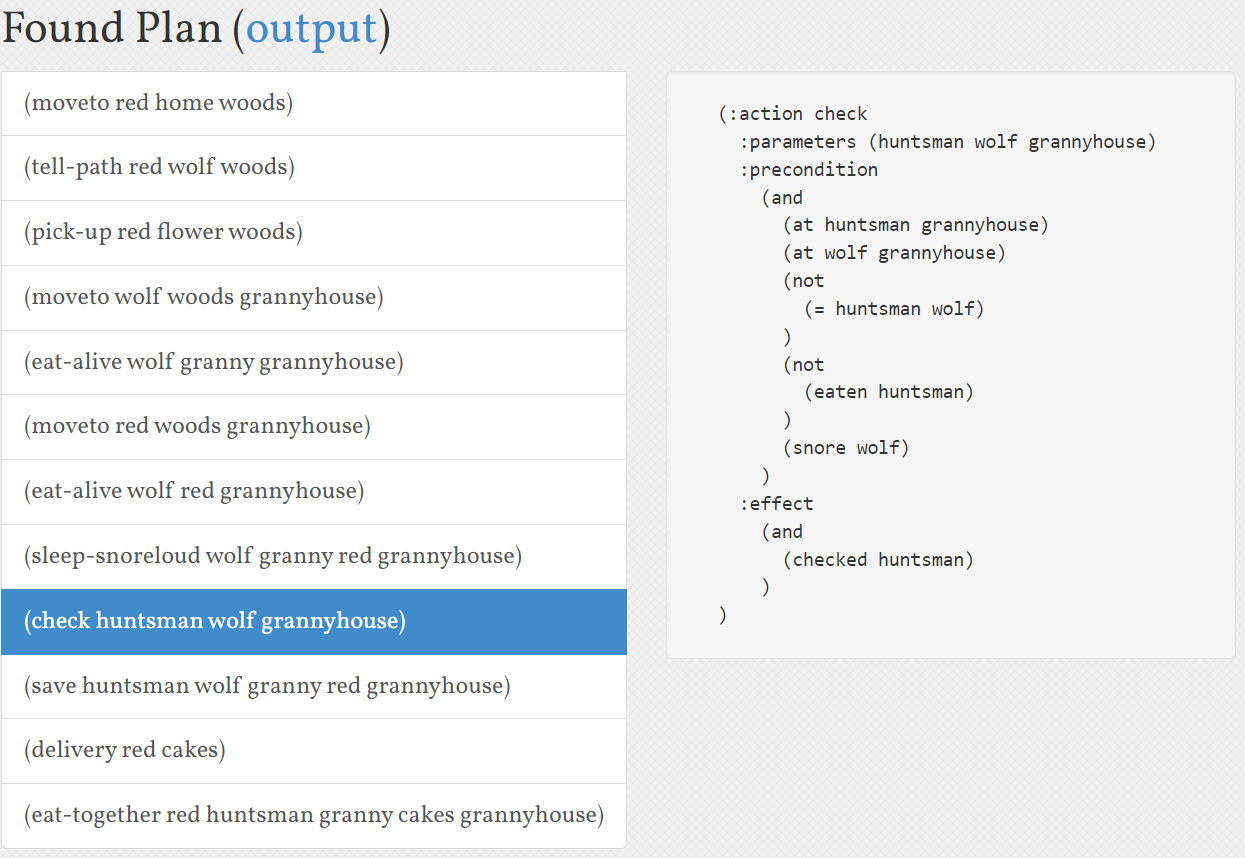 Found Plan (output)
(moveto red home woods)
(tell-path red wolf woods)
(pick-up red flower woods)
(moveto wolf woods grannyhouse)
(eat-alive wolf granny grannyhouse)
(moveto red woods grannyhouse)
(eat-alive wolf red grannyhouse)
(sleep-snoreloud wolf granny red grannyhouse)
(check huntsman wolf grannyhouse)
(save huntsman wolf granny red grannyhouse)
(delivery red cakes)
(eat-together red huntsman granny cakes grannyhouse)
(:action check
:parameters (huntsman wolf grannyhouse)
:precondition
(and
(at huntsman grannyhouse)
(at wolf grannyhouse)
(not
(= huntsman wolf)
)
(not
(eaten huntsman)
)
(snore wolf)
)
:effect
(and
(checked huntsman)
)
)